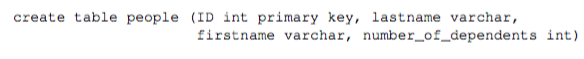 create table people (ID int primary key, lastname varchar,
firstname varchar, number_of_dependents int)